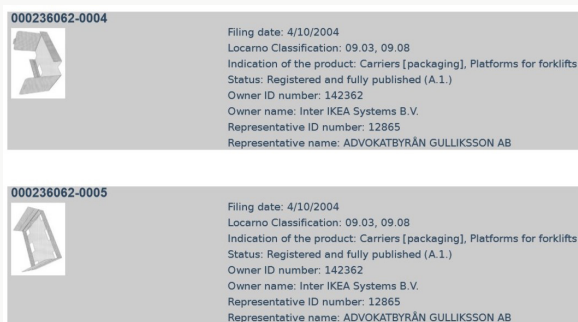 000236062-0004
Filing date: 4/10/2004
Locarno Classification: 09.03, 09.08
Indication of the product: Carriers [packaging], Platforms for forklifts
Status: Registered and fully published (A.1.)
Owner ID number: 142362
Owner name: Inter IKEA Systems B.V.
Representative ID number: 12865
Representative name: ADVOKATBYRÅN GULLIKSSON AB
000236062-0005
Filing date: 4/10/2004
Locarno Classification: 09.03, 09.08
Indication of the product: Carriers [packaging], Platforms for forklifts
Status: Registered and fully published (A.1.)
Owner ID number: 142362
Owner name: Inter IKEA Systems B.V.
Representative ID number: 12865
Representative name: ADVOKATBYRÅN GULLIKSSON AB